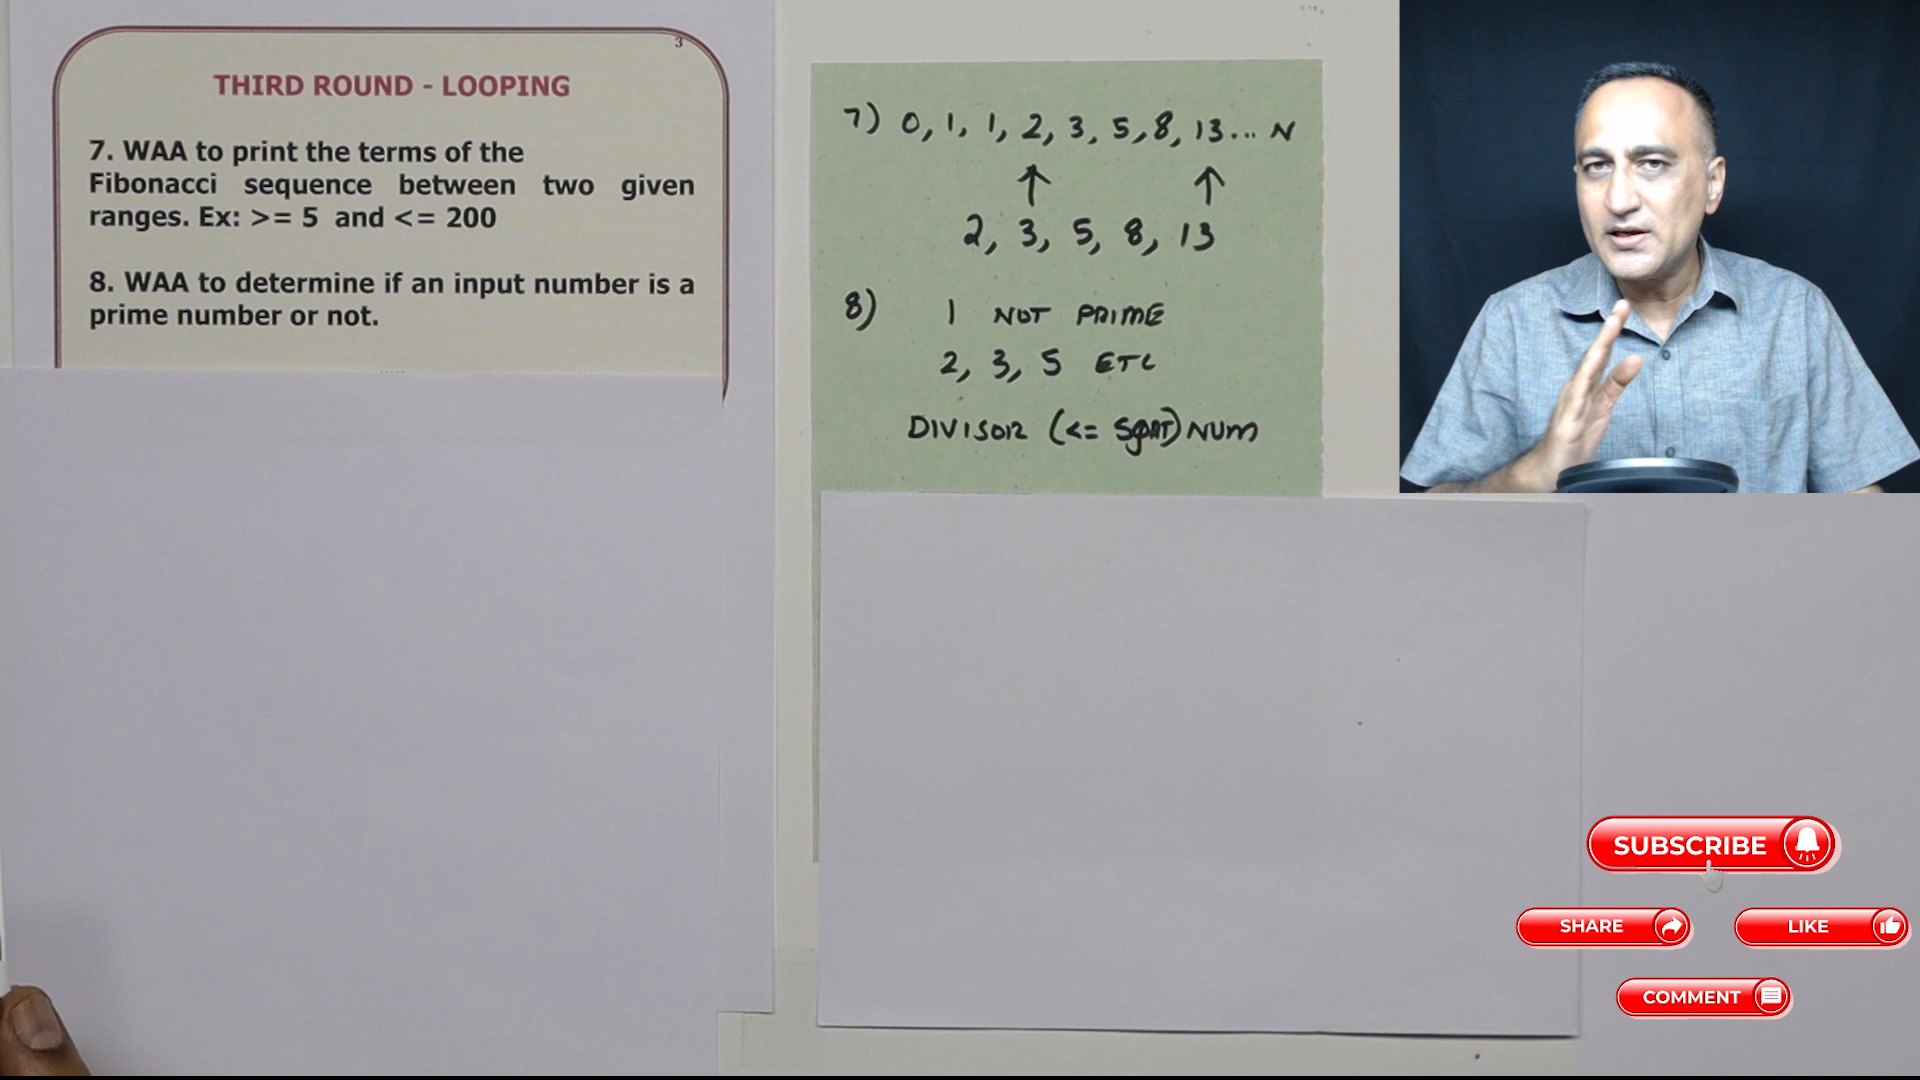 3
THIRD ROUND - LOOPING
7. WAA to print the terms of the
Fibonacci sequence between two given
ranges. Ex: >= 5 and <= 200
8. WAA to determine if an input number is a
prime number or not.
7) 0, 1, 1, 2, 3, 5, 8, 13... N
2, 3, 5, 8, 13
8) 1 NOT PRIME
2, 3, 5 ETC
DIVISOR (<= SQRT) NUM
SUBSCRIBE
SHARE
LIKE
COMMENT